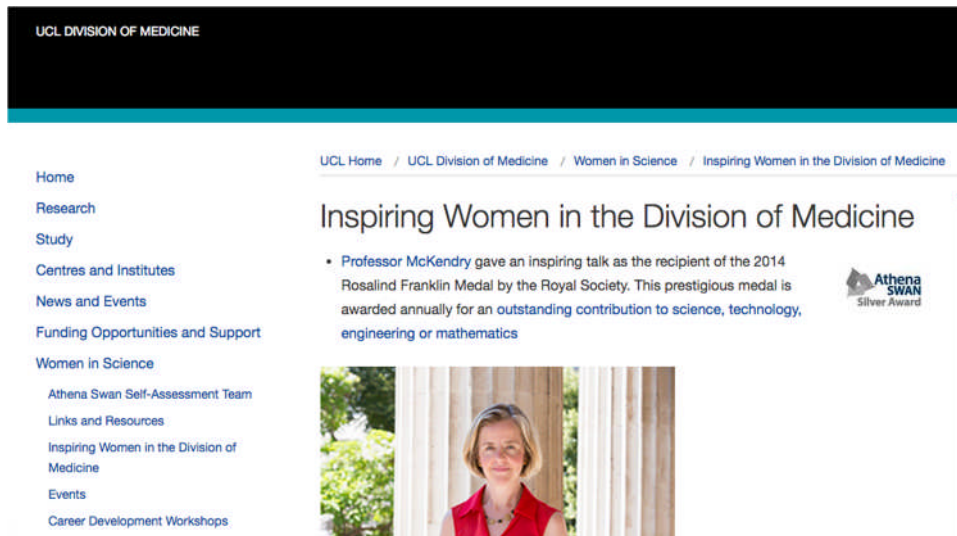 UCL DIVISION OF MEDICINE
UCL Home / UCL Division of Medicine / Women in Science / Inspiring Women in the Division of Medicine
Home
Research
Study
Centres and Institutes
News and Events
Funding Opportunities and Support
Women in Science
Athena Swan Self-Assessment Team
Links and Resources
Inspiring Women in the Division of
Medicine
Events
Career Development Workshops
Inspiring Women in the Division of Medicine
• Professor McKendry gave an inspiring talk as the recipient of the 2014
Rosalind Franklin Medal by the Royal Society. This prestigious medal is
awarded annually for an outstanding contribution to science, technology,
engineering or mathematics
Athena
SWAN
Silver Award